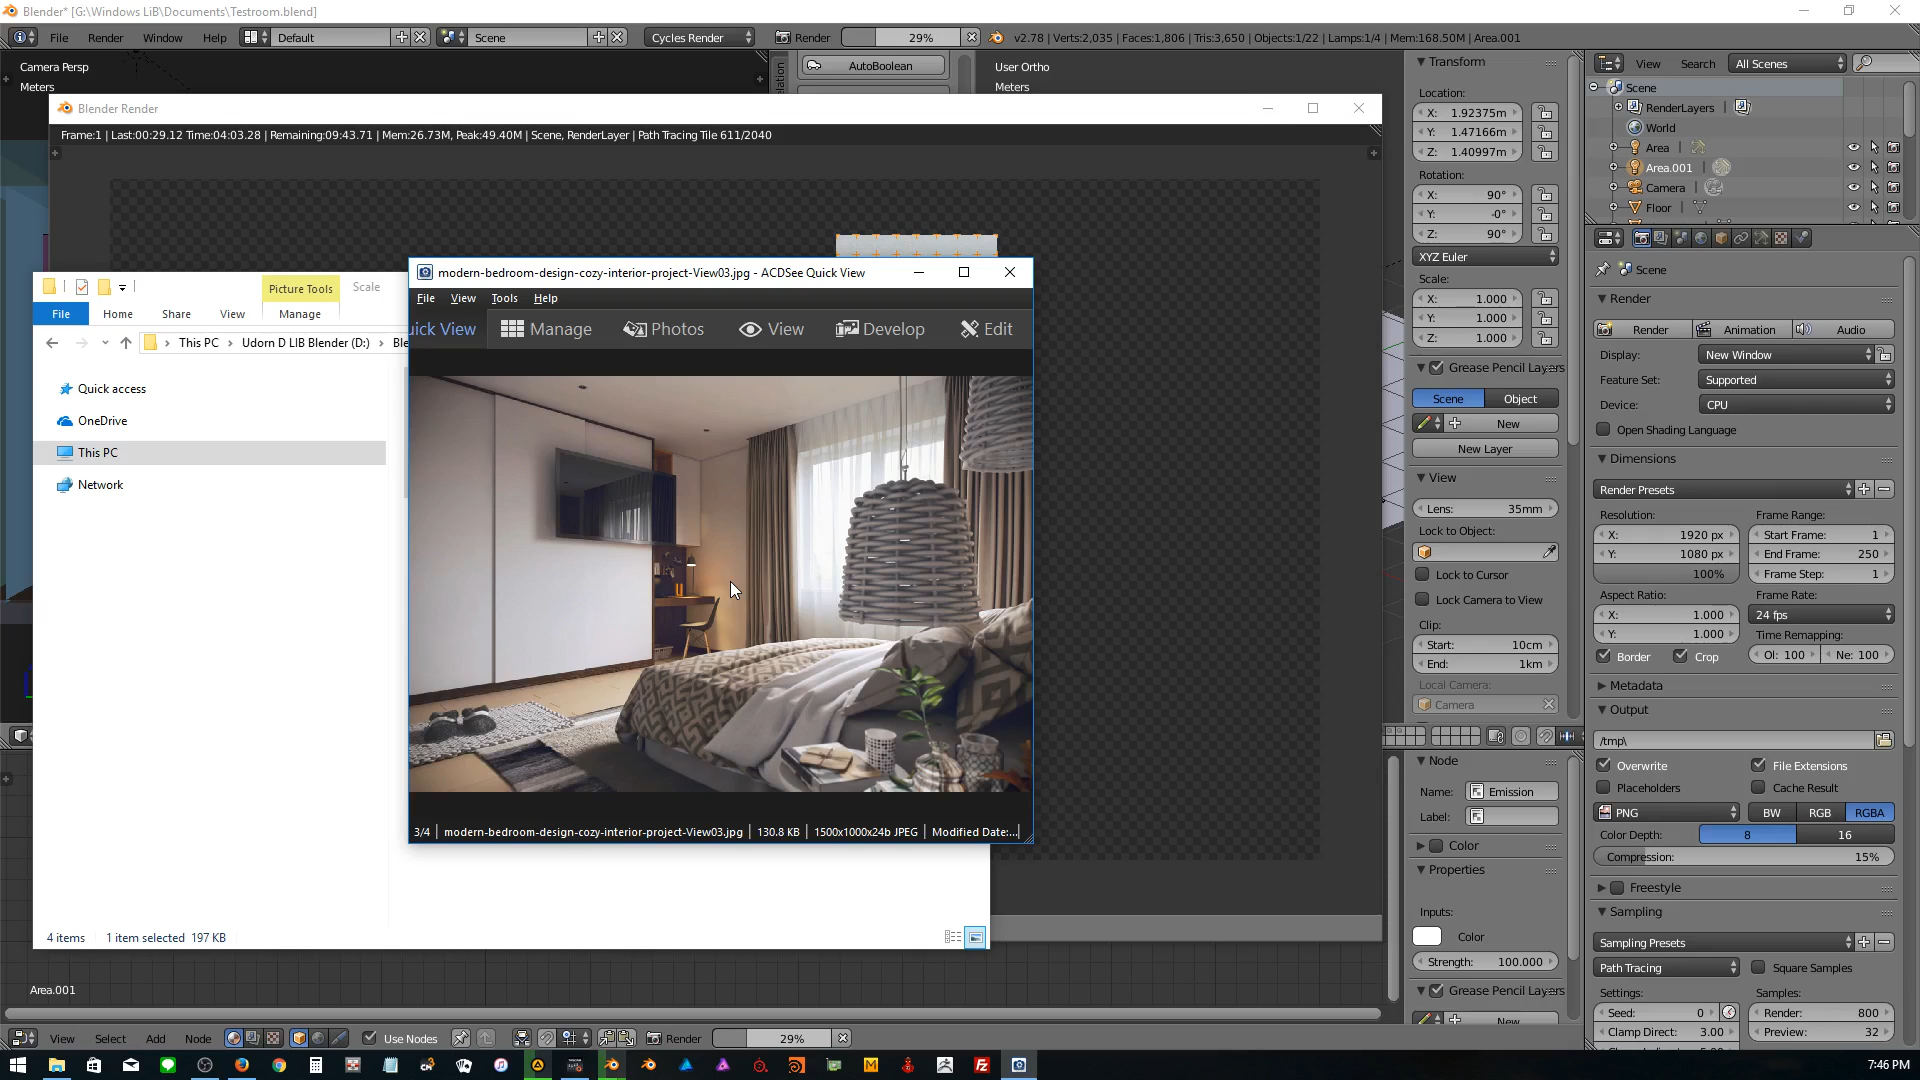 Blender* [G:\Windows LiB\Documents\Testroom.blend]
File Render Window Help Default Scene Cycles Render Render 29% v2.78 | Verts:2,035 | Faces:1,806 | Tris:3,650 | Objects:1/22 | Lamps:1/4 | Mem:168.50M | Area.001
Camera Persp
Meters
AutoBoolean
User Ortho
Meters
Blender Render
Frame:1 | Last:00:29.12 Time:04:03.28 | Remaining:09:43.71 | Mem:26.73M, Peak:49.40M | Scene, RenderLayer | Path Tracing Tile 611/2040
Picture Tools Scale
File Home Share View Manage
This PC Udorn D LIB Blender (D:) Ble
Quick access
OneDrive
This PC
Network
4 items 1 item selected 197 KB
modern-bedroom-design-cozy-interior-project-View03.jpg - ACDSee Quick View
File View Tools Help
uick View Manage Photos View Develop Edit
3/4 modern-bedroom-design-cozy-interior-project-View03.jpg 130.8 KB 1500x1000x24b JPEG Modified Date:...
Transform
Location:
X: 1.92375m
Y: 1.47166m
Z: 1.40997m
Rotation:
X: 90°
Y: -0°
Z: 90°
XYZ Euler
Scale:
X: 1.000
Y: 1.000
Z: 1.000
Grease Pencil Layers
Scene Object
New
New Layer
View
Lens: 35mm
Lock to Object:
Lock to Cursor
Lock Camera to View
Clip:
Start: 10cm
End: 1km
Local Camera:
Camera
Node
Name: Emission
Label:
Color
Properties
Inputs:
Color
Strength: 100.000
Grease Pencil Layers
New
View Search All Scenes
Scene
RenderLayers |
World
Area |
Area.001 |
Camera |
Floor |
Scene
Render
Render Animation Audio
Display: New Window
Feature Set: Supported
Device: CPU
Open Shading Language
Dimensions
Render Presets
Resolution: Frame Range:
X: 1920 px Start Frame: 1
Y: 1080 px End Frame: 250
100% Frame Step: 1
Aspect Ratio: Frame Rate:
X: 1.000 24 fps
Y: 1.000 Time Remapping:
Border Crop Ol: 100 Ne: 100
Metadata
Output
/tmp\
Overwrite File Extensions
Placeholders Cache Result
PNG BW RGB RGBA
Color Depth: 8 16
Compression: 15%
Freestyle
Sampling
Sampling Presets
Path Tracing Square Samples
Settings: Samples:
Seed: 0 Render: 800
Clamp Direct: 3.00 Preview: 32
Area.001
View Select Add Node Use Nodes Render 29%
7:46 PM